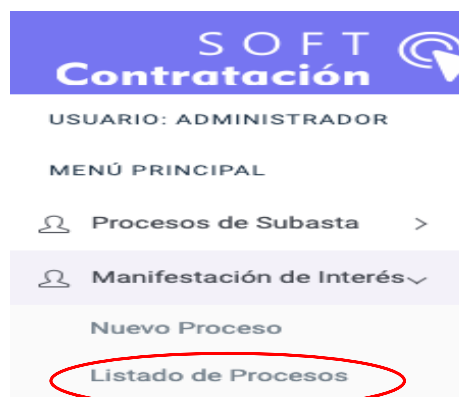 SOFT
Contratación
USUARIO: ADMINISTRADOR
MENÚ PRINCIPAL
Procesos de Subasta >
Manifestación de Interés
Nuevo Proceso
Listado de Procesos